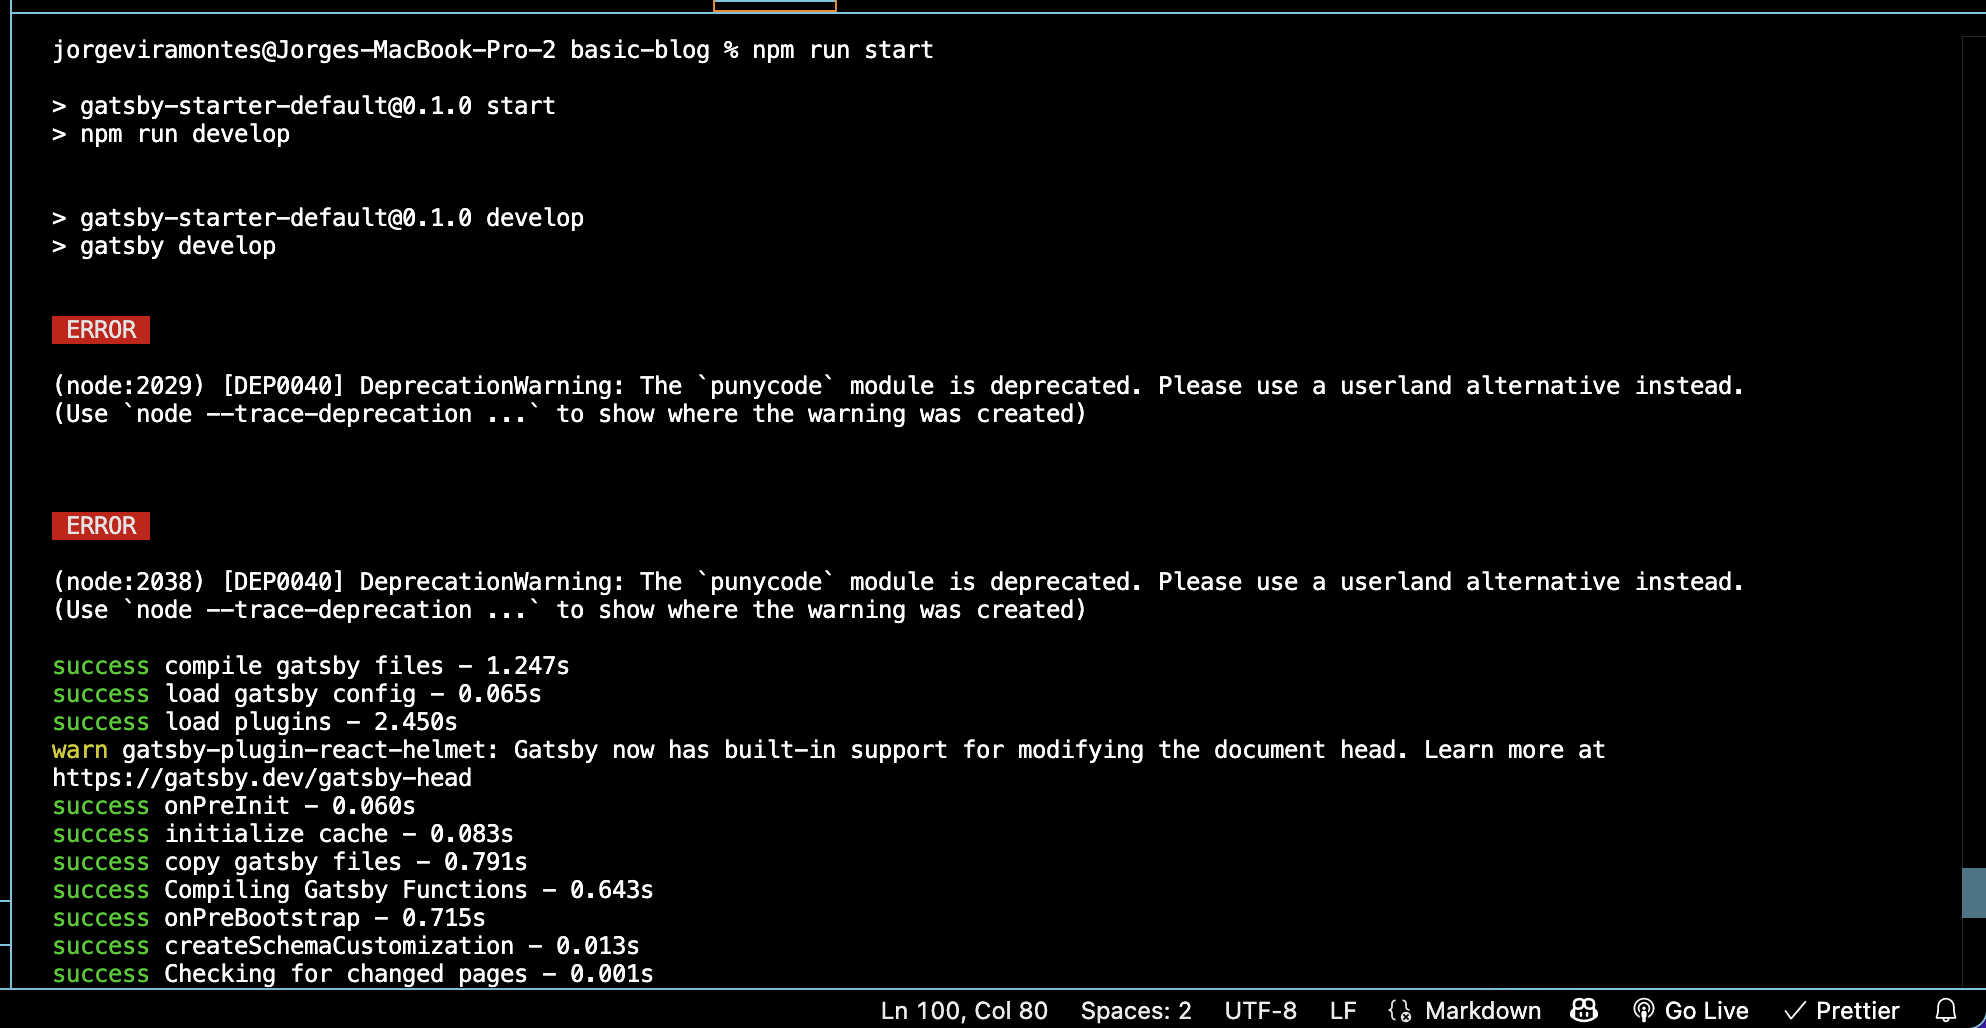 jorgeviramontes@Jorges-MacBook-Pro-2 basic-blog % npm run start
> gatsby-starter-default@0.1.0 start
> npm run develop
> gatsby-starter-default@0.1.0 develop
> gatsby develop
ERROR
(node:2029) [DEP0040] DeprecationWarning: The `punycode` module is deprecated. Please use a userland alternative instead.
(Use `node --trace-deprecation ...` to show where the warning was created)
ERROR
(node:2038) [DEP0040] DeprecationWarning: The `punycode` module is deprecated. Please use a userland alternative instead.
(Use `node --trace-deprecation ...` to show where the warning was created)
success compile gatsby files - 1.247s
success load gatsby config - 0.065s
success load plugins - 2.450s
warn gatsby-plugin-react-helmet: Gatsby now has built-in support for modifying the document head. Learn more at
https://gatsby.dev/gatsby-head
success onPreInit - 0.060s
success initialize cache - 0.083s
success copy gatsby files - 0.791s
success Compiling Gatsby Functions - 0.643s
success onPreBootstrap - 0.715s
success createSchemaCustomization - 0.013s
success Checking for changed pages - 0.001s
Ln 100, Col 80 Spaces: 2 UTF-8 LF Markdown Go Live Prettier